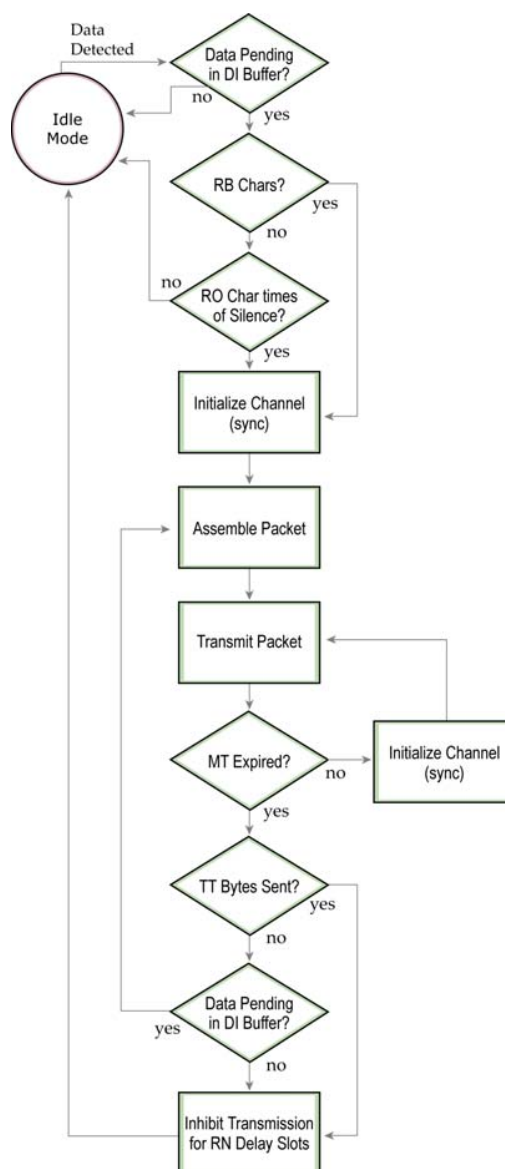 Data
Detected
Data Pending
in DI Buffer?
no
yes
Idle
Mode
RB Chars?
yes
no
no
RO Char times
of Silence?
yes
Initialize Channel
(sync)
Assemble Packet
Transmit Packet
MT Expired?
no
Initialize Channel
(sync)
yes
TT Bytes Sent?
yes
no
Data Pending
in DI Buffer?
yes
no
Inhibit Transmission
for RN Delay Slots